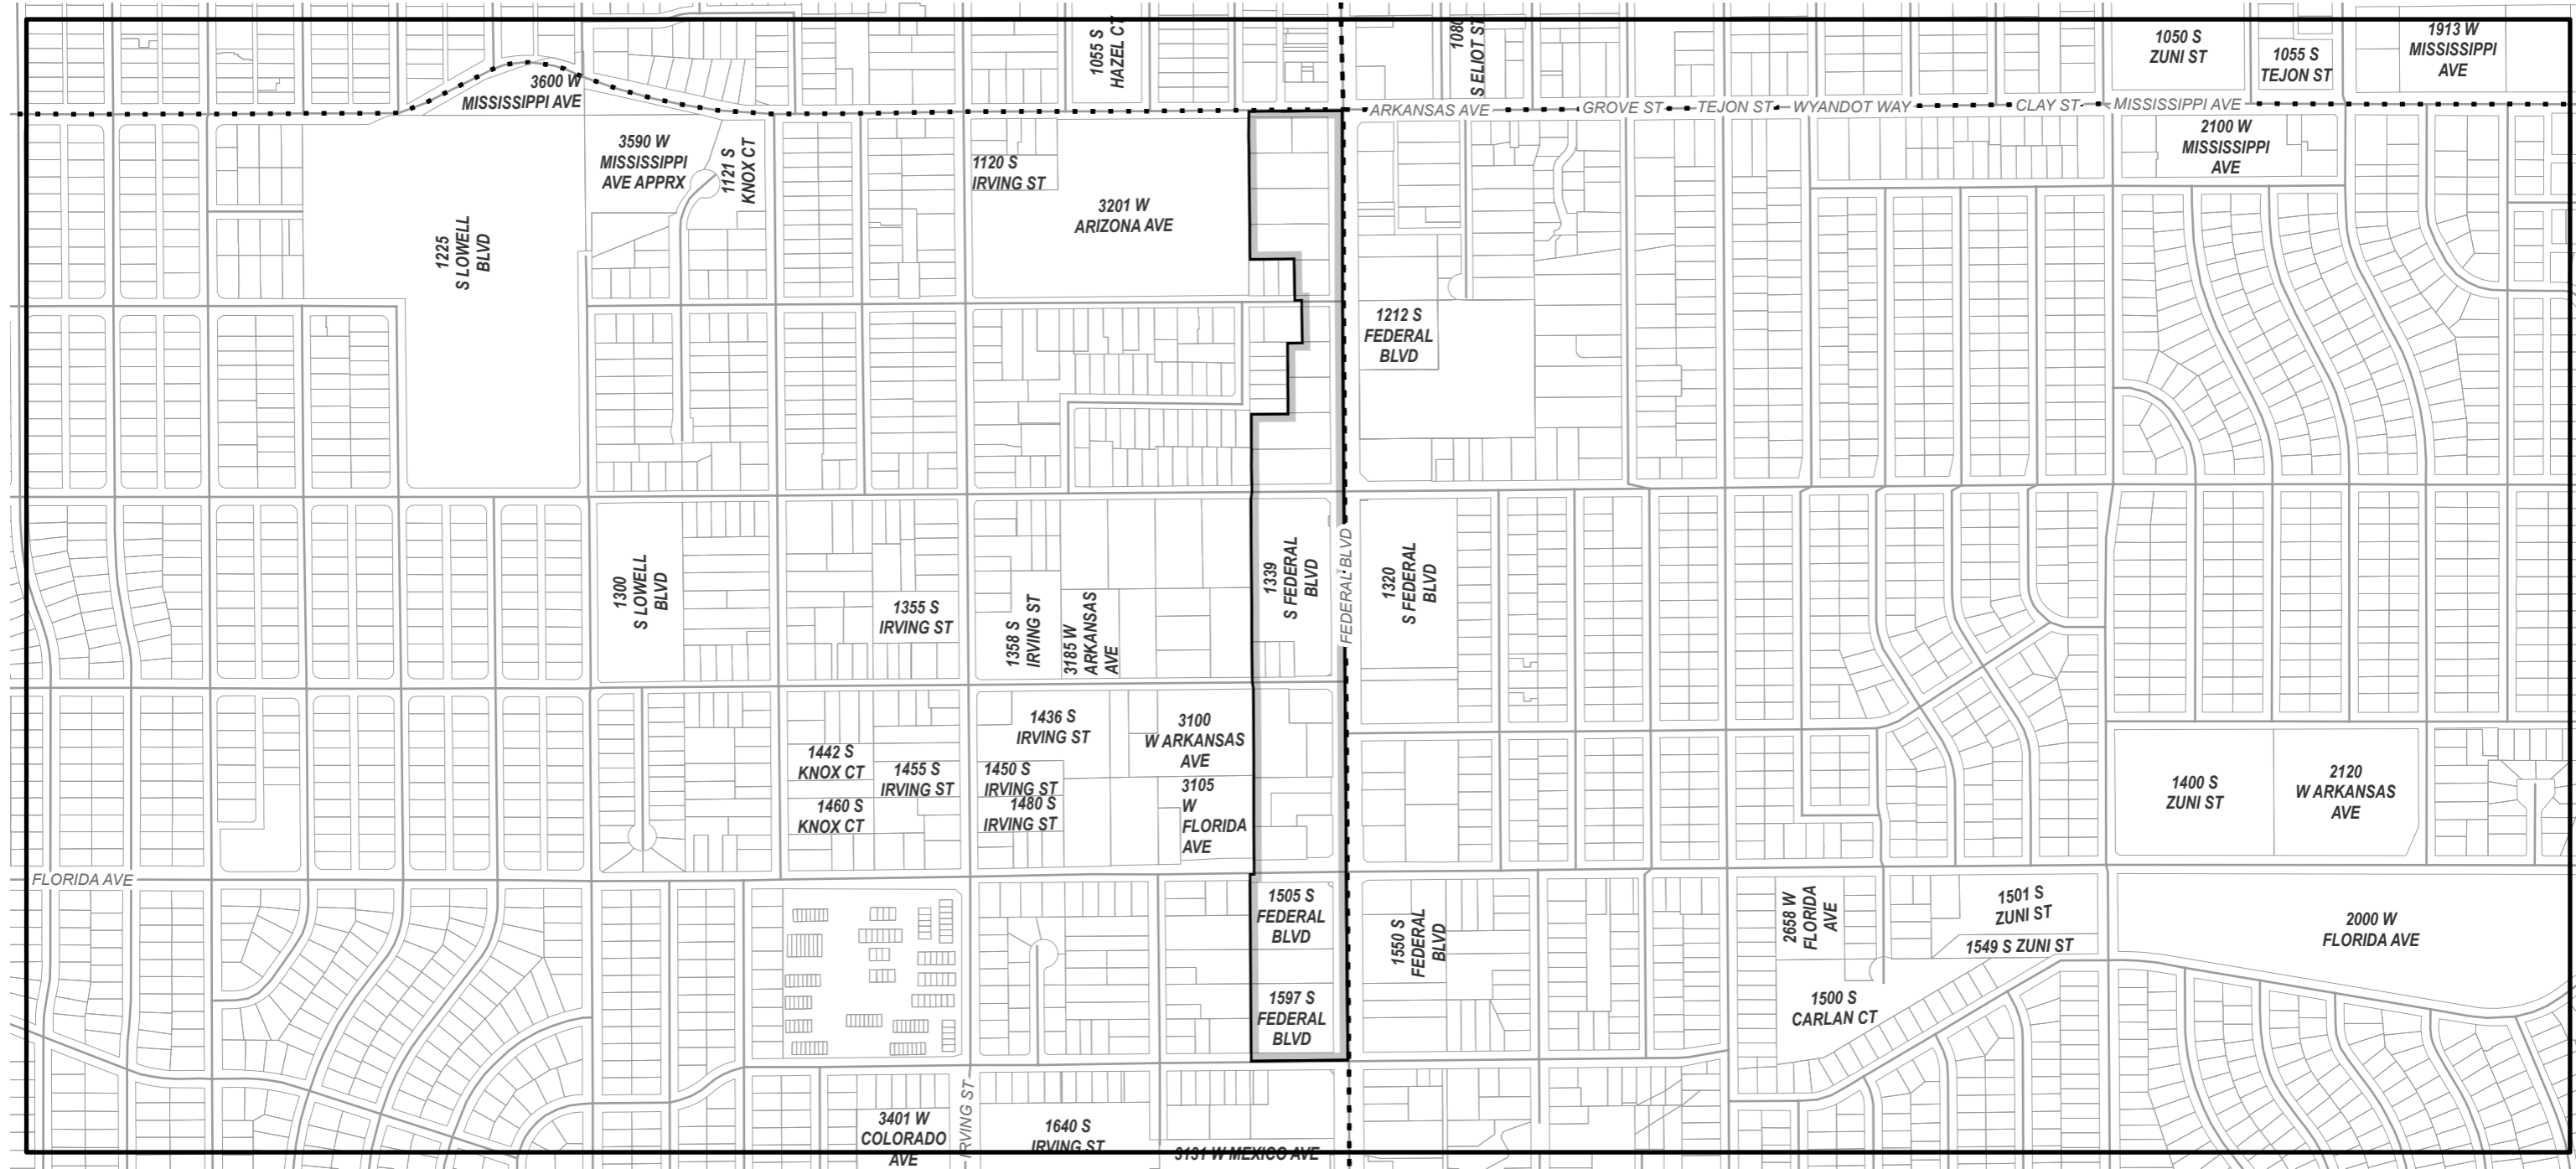 1055 S
HAZEL CT
1080
S ELIOT ST
1050 S
ZUNI ST
1055 S
TEJON ST
1913 W
MISSISSIPPI
AVE
3600 W
MISSISSIPPI AVE
ARKANSAS AVE
GROVE ST
TEJON ST
WYANDOT WAY
CLAY ST
MISSISSIPPI AVE
3590 W
MISSISSIPPI
AVE APPRX
1121 S
KNOX CT
1120 S
IRVING ST
2100 W
MISSISSIPPI
AVE
1225
S LOWELL
BLVD
3201 W
ARIZONA AVE
1212 S
FEDERAL
BLVD
1300
S LOWELL
BLVD
1355 S
IRVING ST
1358 S
IRVING ST
3185 W
ARKANSAS
AVE
1339
S FEDERAL
BLVD
FEDERAL BLVD
1320
S FEDERAL
BLVD
1436 S
IRVING ST
3100
W ARKANSAS
AVE
1442 S
KNOX CT
1455 S
IRVING ST
1450 S
IRVING ST
1460 S
KNOX CT
1480 S
IRVING ST
3105
W
FLORIDA
AVE
1400 S
ZUNI ST
2120
W ARKANSAS
AVE
FLORIDA AVE
1505 S
FEDERAL
BLVD
1550 S
FEDERAL
BLVD
2658 W
FLORIDA
AVE
1501 S
ZUNI ST
1549 S ZUNI ST
2000 W
FLORIDA AVE
1597 S
FEDERAL
BLVD
1500 S
CARLAN CT
3401 W
COLORADO
AVE
IRVING ST
1640 S
IRVING ST
3131 W MEXICO AVE